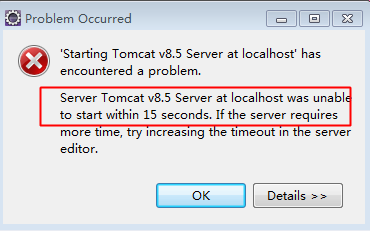 Problem Occurred
'Starting Tomcat v8.5 Server at localhost' has
encountered a problem.
Server Tomcat v8.5 Server at localhost was unable
to start within 15 seconds. If the server requires
more time, try increasing the timeout in the server
editor.
OK
Details >>